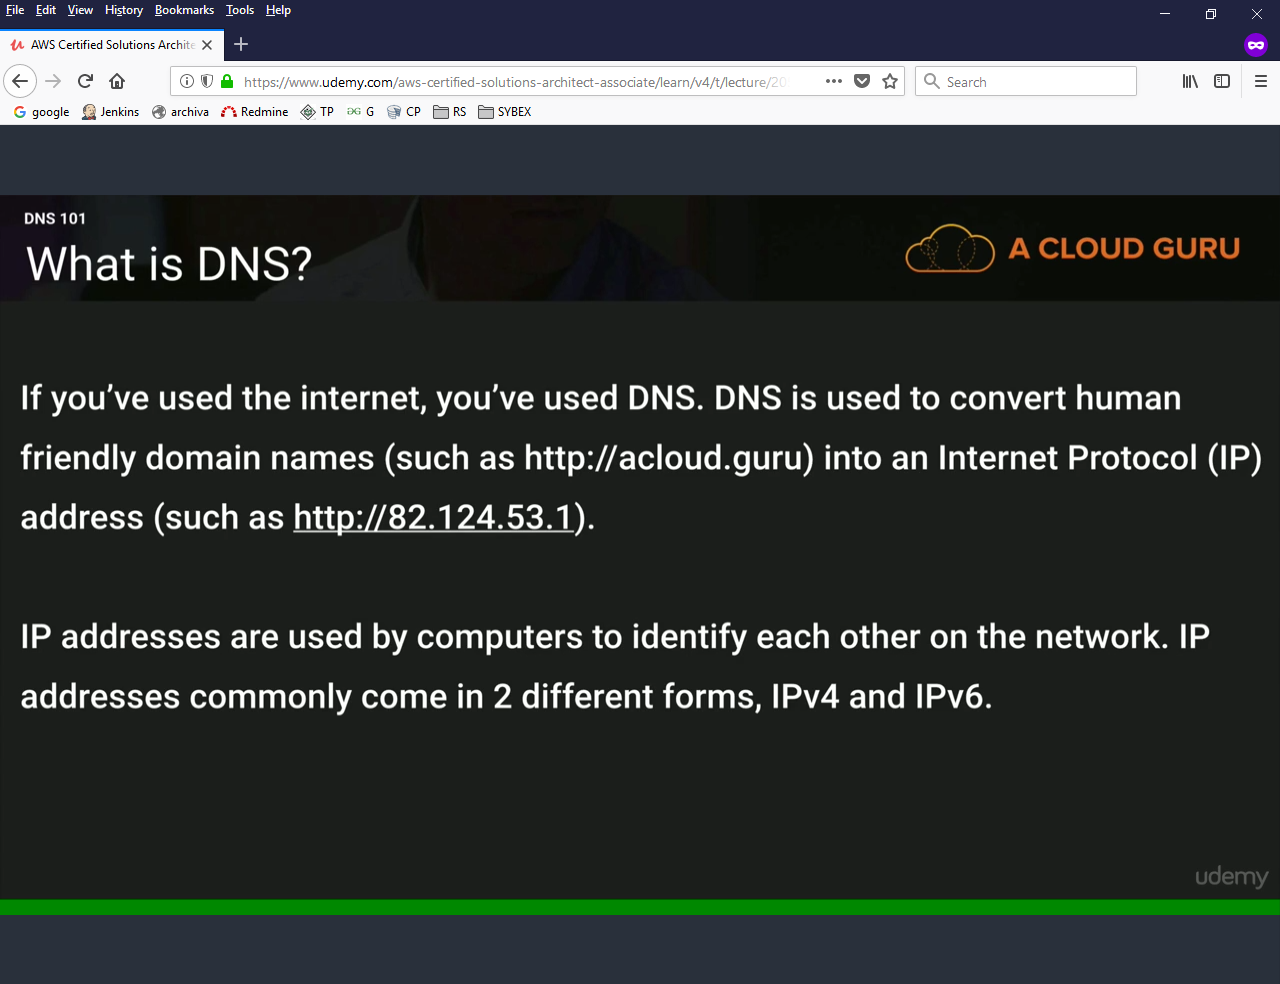 File Edit View History Bookmarks Tools Help
AWS Certified Solutions Archite
https://www.udemy.com/aws-certified-solutions-architect-associate/learn/v4/t/lecture/20
Search
google Jenkins archiva Redmine TP G CP RS SYBEX
DNS 101
What is DNS?
A CLOUD GURU
If you’ve used the internet, you’ve used DNS. DNS is used to convert human
friendly domain names (such as http://acloud.guru) into an Internet Protocol (IP)
address (such as http://82.124.53.1).
IP addresses are used by computers to identify each other on the network. IP
addresses commonly come in 2 different forms, IPv4 and IPv6.
udemy